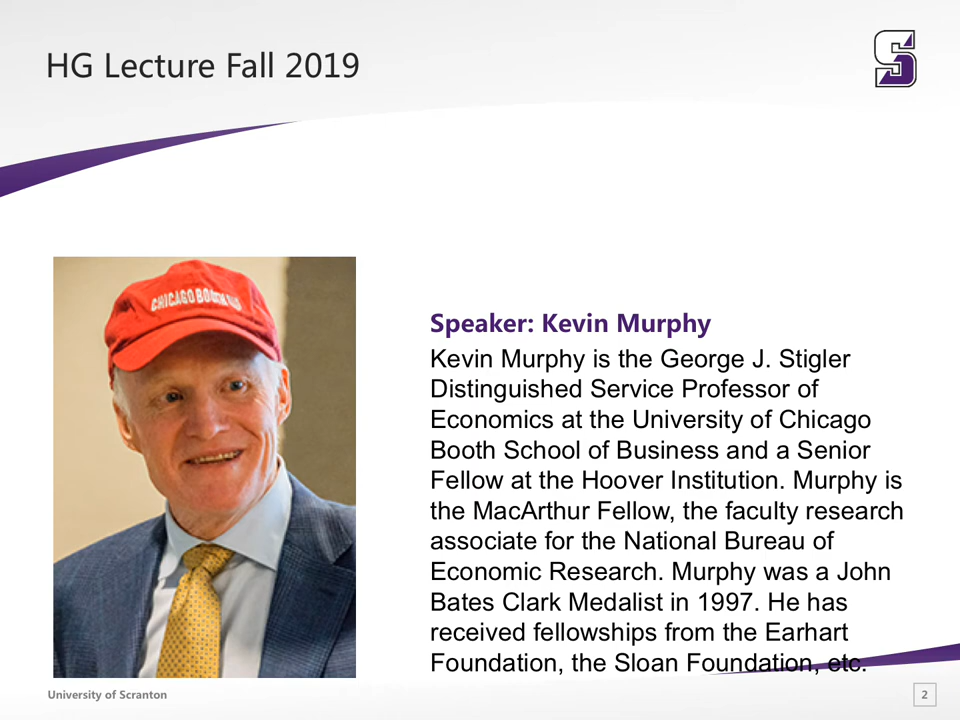 HG Lecture Fall 2019
S
CHICAGO BOOTH
Speaker: Kevin Murphy
Kevin Murphy is the George J. Stigler
Distinguished Service Professor of
Economics at the University of Chicago
Booth School of Business and a Senior
Fellow at the Hoover Institution. Murphy is
the MacArthur Fellow, the faculty research
associate for the National Bureau of
Economic Research. Murphy was a John
Bates Clark Medalist in 1997. He has
received fellowships from the Earhart
Foundation, the Sloan Foundation, etc.
University of Scranton
2